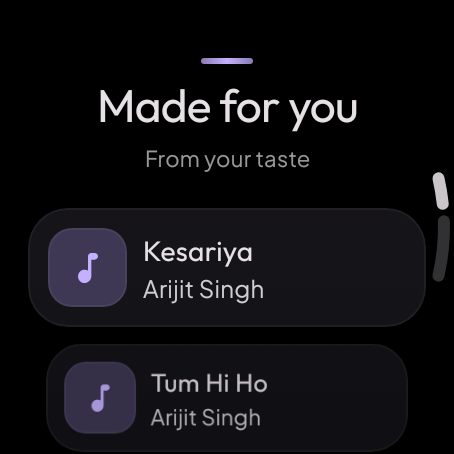 Made for you
From your taste
Kesariya
Arijit Singh
Tum Hi Ho
Arijit Singh